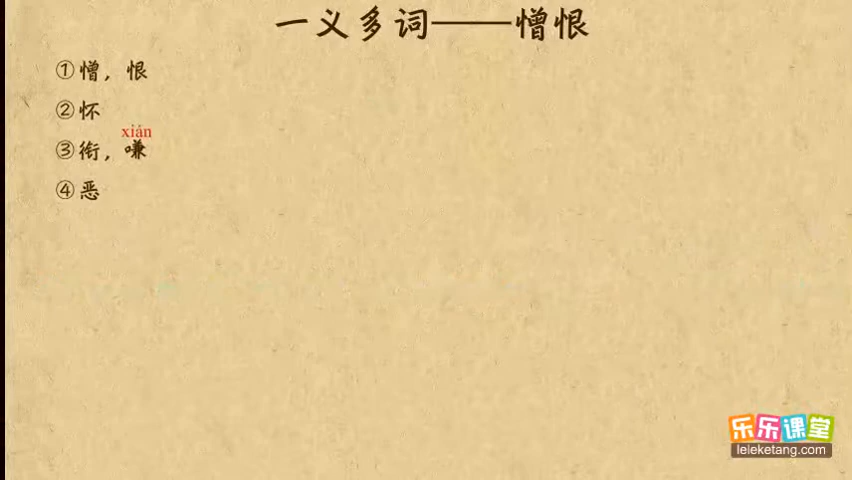 一义多词——憎恨
①憎，恨
②怀
xián
③衔，嗛
④恶
乐乐课堂
leleketang.com